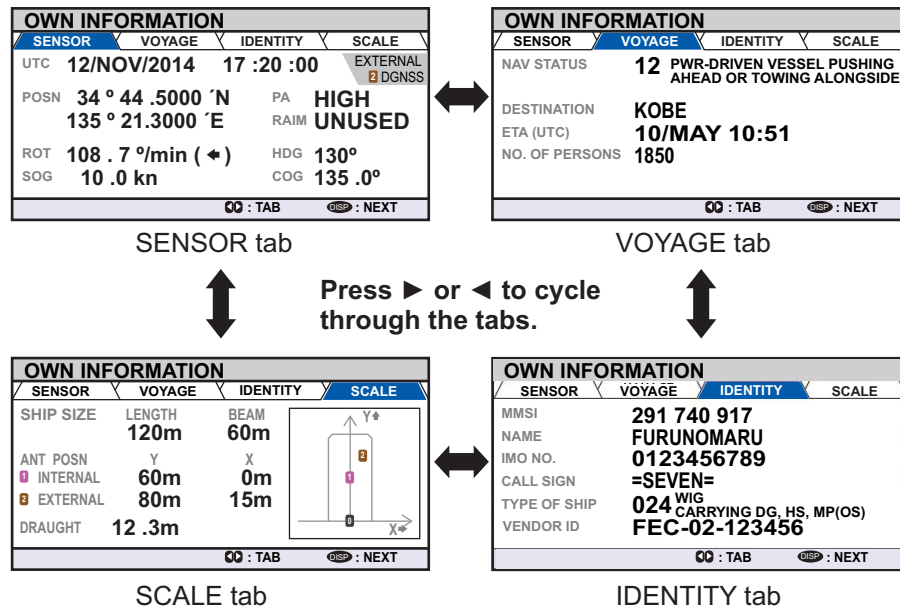 OWN INFORMATION
SENSOR VOYAGE IDENTITY SCALE
UTC 12/NOV/2014 17 :20 :00 EXTERNAL
2 DGNSS
POSN 34 º 44 .5000 ´N PA HIGH
135 º 21.3000 ´E RAIM UNUSED
ROT 108 . 7 º/min ( ) HDG 130º
SOG 10 .0 kn COG 135 .0º
: TAB DISP : NEXT
SENSOR tab
OWN INFORMATION
SENSOR VOYAGE IDENTITY SCALE
NAV STATUS 12 PWR-DRIVEN VESSEL PUSHING
AHEAD OR TOWING ALONGSIDE
DESTINATION KOBE
ETA (UTC) 10/MAY 10:51
NO. OF PERSONS 1850
: TAB DISP : NEXT
VOYAGE tab
Press ► or ◄ to cycle
through the tabs.
OWN INFORMATION
SENSOR VOYAGE IDENTITY SCALE
SHIP SIZE LENGTH BEAM
120m 60m
ANT POSN Y X
1 INTERNAL 60m 0m
2 EXTERNAL 80m 15m
DRAUGHT 12 .3m
Y
2
1
0
X
: TAB DISP : NEXT
SCALE tab
OWN INFORMATION
SENSOR VOYAGE IDENTITY SCALE
MMSI 291 740 917
NAME FURUNOMARU
IMO NO. 0123456789
CALL SIGN =SEVEN=
TYPE OF SHIP 024 WIG
CARRYING DG, HS, MP(OS)
VENDOR ID FEC-02-123456
: TAB DISP : NEXT
IDENTITY tab